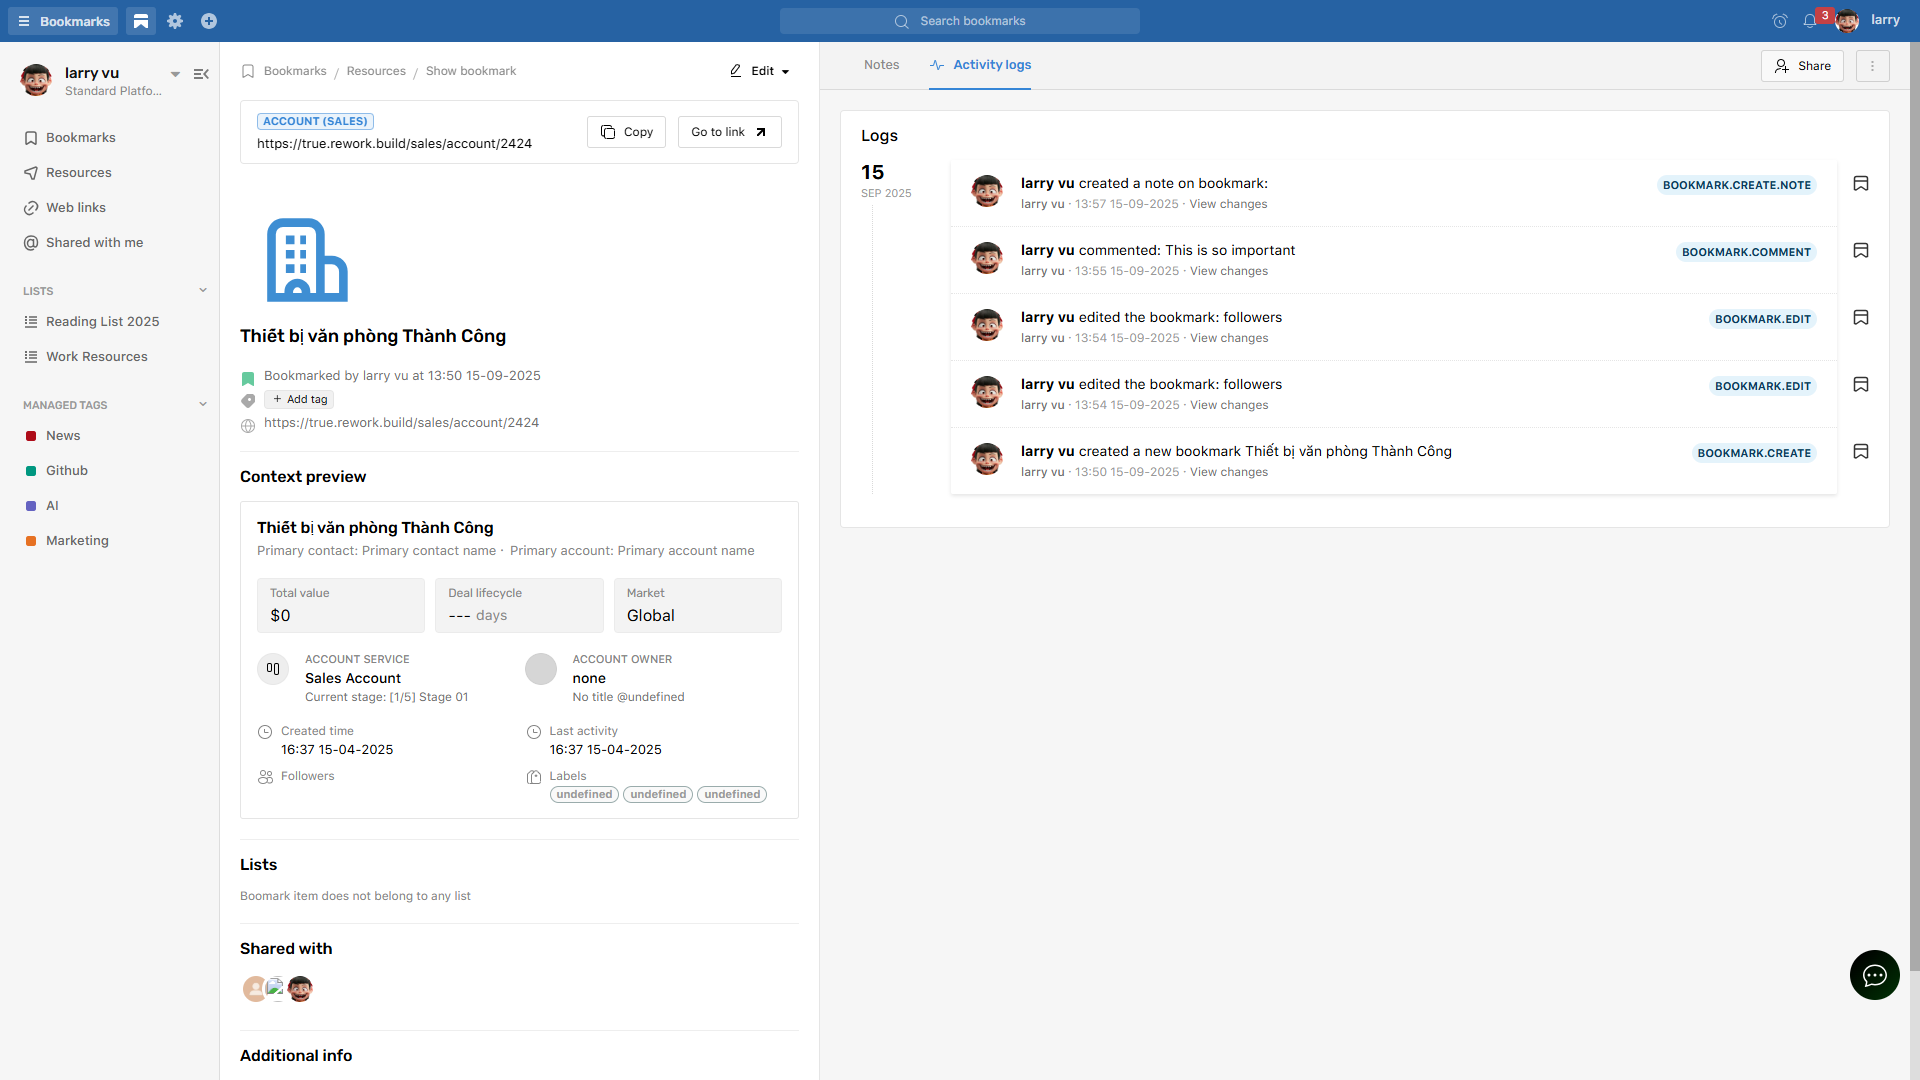 Bookmarks
Search bookmarks
3
larry
larry vu
Standard Platfo...
Bookmarks
Resources
Web links
Shared with me
LISTS
Reading List 2025
Work Resources
MANAGED TAGS
News
Github
AI
Marketing
Bookmarks / Resources / Show bookmark
Edit
ACCOUNT (SALES)
https://true.rework.build/sales/account/2424
Copy
Go to link
Thiết bị văn phòng Thành Công
Bookmarked by larry vu at 13:50 15-09-2025
+ Add tag
https://true.rework.build/sales/account/2424
Context preview
Thiết bị văn phòng Thành Công
Primary contact: Primary contact name · Primary account: Primary account name
Total value
$0
Deal lifecycle
--- days
Market
Global
ACCOUNT SERVICE
Sales Account
Current stage: [1/5] Stage 01
ACCOUNT OWNER
none
No title @undefined
Created time
16:37 15-04-2025
Last activity
16:37 15-04-2025
Followers
Labels
undefined undefined undefined
Lists
Boomark item does not belong to any list
Shared with
Additional info
Notes
Activity logs
Share
Logs
15
SEP 2025
larry vu created a note on bookmark:
larry vu · 13:57 15-09-2025 · View changes
BOOKMARK.CREATE.NOTE
larry vu commented: This is so important
larry vu · 13:55 15-09-2025 · View changes
BOOKMARK.COMMENT
larry vu edited the bookmark: followers
larry vu · 13:54 15-09-2025 · View changes
BOOKMARK.EDIT
larry vu edited the bookmark: followers
larry vu · 13:54 15-09-2025 · View changes
BOOKMARK.EDIT
larry vu created a new bookmark Thiết bị văn phòng Thành Công
larry vu · 13:50 15-09-2025 · View changes
BOOKMARK.CREATE